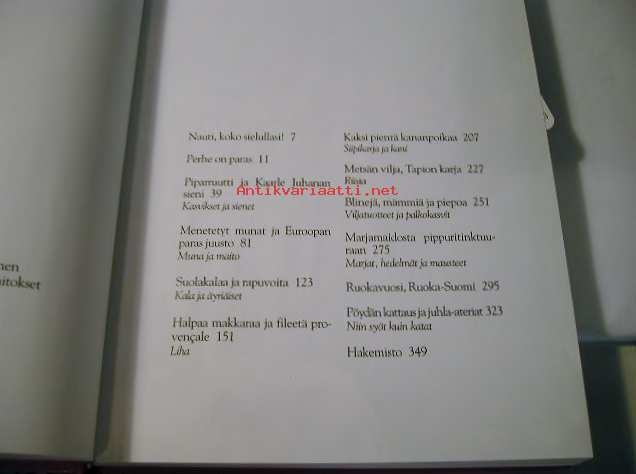 Nauti, koko sielullasi! 7
Perhe on paras 11
Piparruutti ja Kaarle Juhanan
sieni 39
Kasvikset ja sienet
Menetetyt munat ja Euroopan
paras juusto 81
Muna ja maito
Suolakalaa ja rapuvoita 123
Kala ja äyriäiset
Halpaa makkaraa ja fileetä pro-
vençale 151
Liha
Kaksi pientä kananpoikaa 207
Siipikarja ja kani
Metsän vilja, Tapion karja 227
Riista
Blinejä, mämmiä ja piepoa 251
Viljatuotteet ja palkokasvit
Marjamaidosta pippuritinktuu-
raan 275
Marjat, hedelmät ja mausteet
Ruokavuosi, Ruoka-Suomi 295
Pöydän kattaus ja juhla-ateriat 323
Niin syöt kuin katat
Hakemisto 349
Antikvariaatti.net
nen
itokset